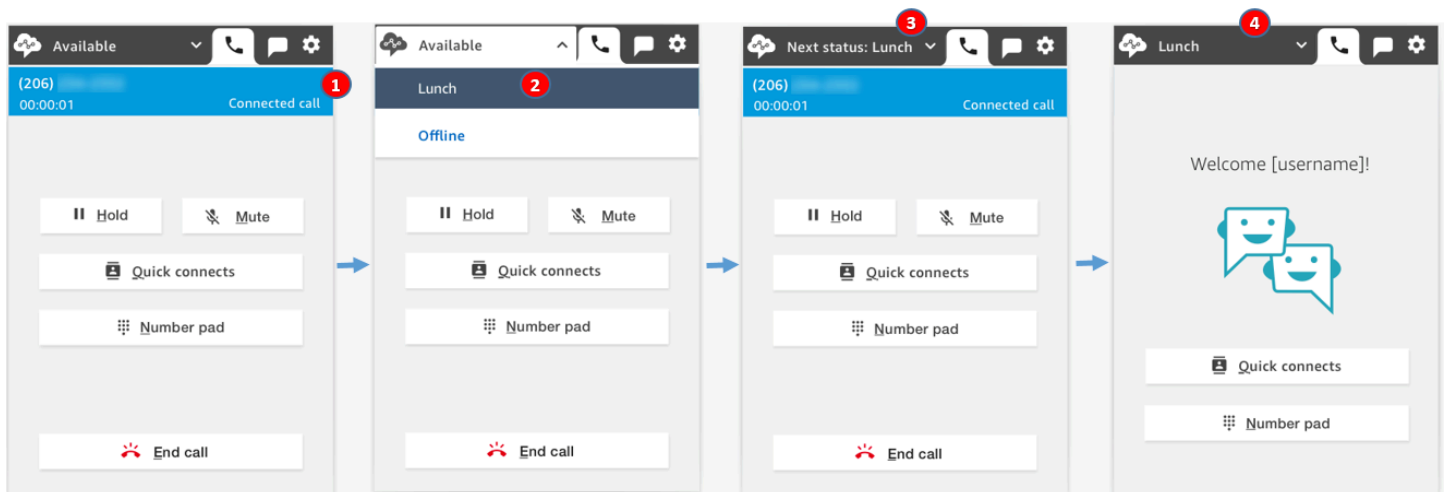 Available
(206)
00:00:01 Connected call
1
Hold Mute
Quick connects
Number pad
End call
Available
Lunch 2
Offline
Hold Mute
Quick connects
Number pad
End call
3
Next status: Lunch
(206)
00:00:01 Connected call
Hold Mute
Quick connects
Number pad
End call
4
Lunch
Welcome [username]!
Quick connects
Number pad